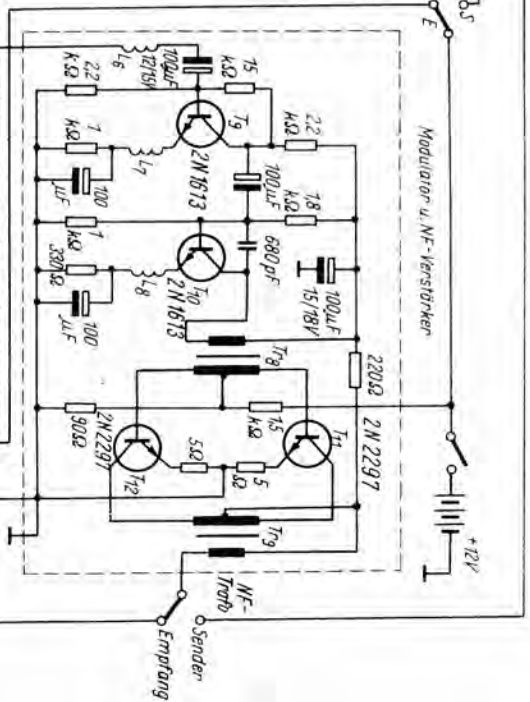 S
E
Modulator u. NF-Verstärker
+12V
L6
100µF
12/15V
2,2
kΩ
15
kΩ
T9
2N1613
2,2
kΩ
1
kΩ
L7
100
µF
100µF
1,8
kΩ
100µF
15/18V
220Ω
1
kΩ
680pF
T10
2N1613
330Ω
L8
100
µF
Tr8
2N2297
90Ω
1,5
kΩ
T11
5
Ω
5Ω
T12
2N2297
Tr9
NF-
Trafo
Sender
Empfang